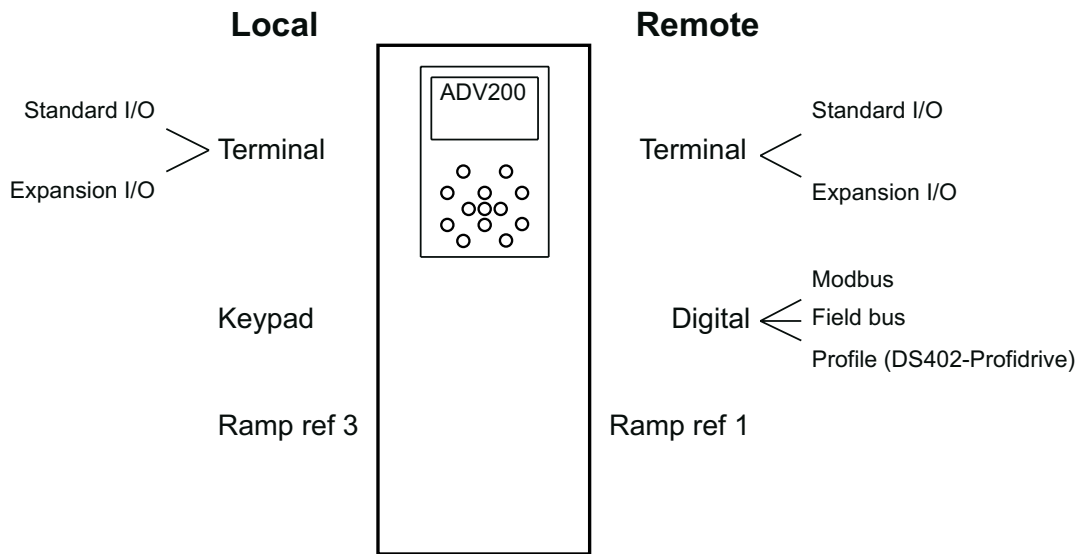 Local
Remote
ADV200
Standard I/O
Terminal
Expansion I/O
Keypad
Ramp ref 3
Standard I/O
Terminal
Expansion I/O
Modbus
Digital
Field bus
Profile (DS402-Profidrive)
Ramp ref 1